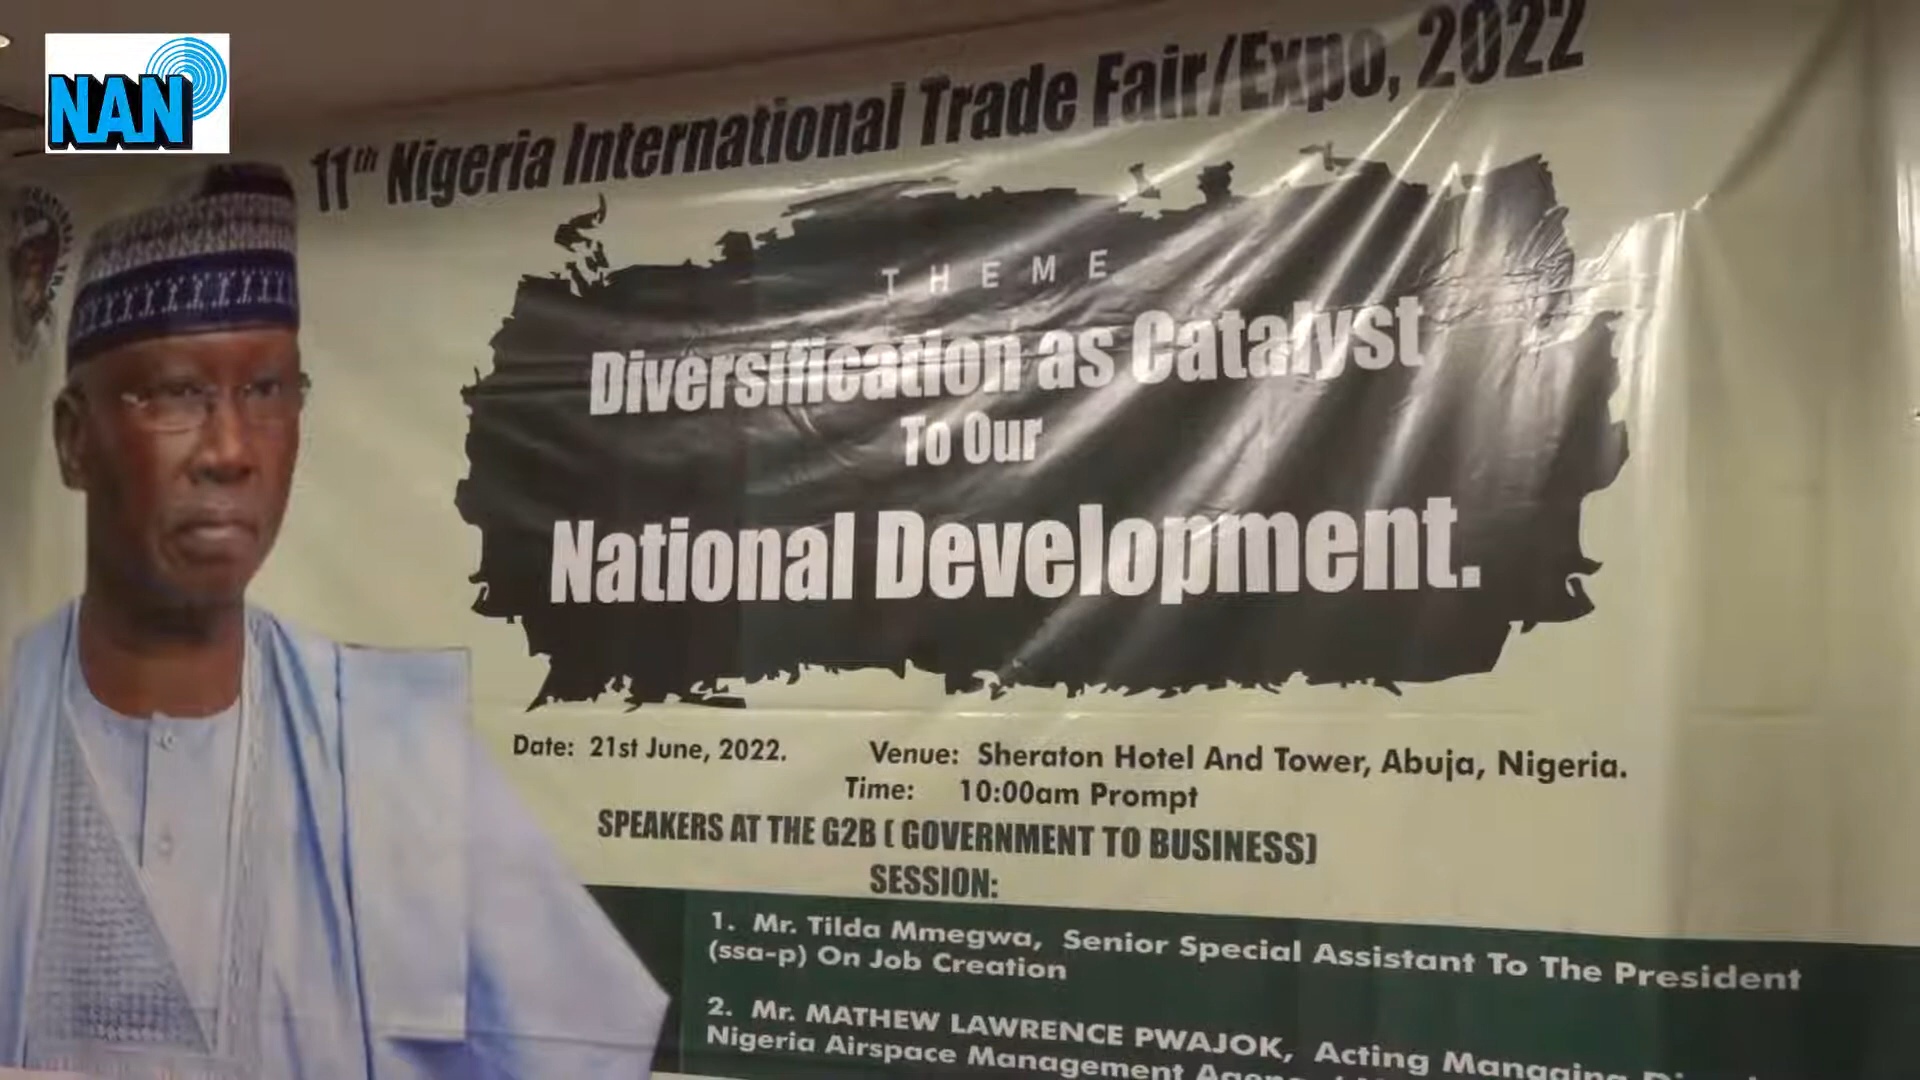 NAN
11th Nigeria International Trade Fair/Expo, 2022
THEME
Diversification as Catalyst
To Our
National Development.
Date: 21st June, 2022. Venue: Sheraton Hotel And Tower, Abuja, Nigeria.
Time: 10:00am Prompt
SPEAKERS AT THE G2B ( GOVERNMENT TO BUSINESS)
SESSION:
1. Mr. Tilda Mmegwa, Senior Special Assistant To The President
(ssa-p) On Job Creation
2. Mr. MATHEW LAWRENCE PWAJOK, Acting Managing
Nigeria Airspace Management